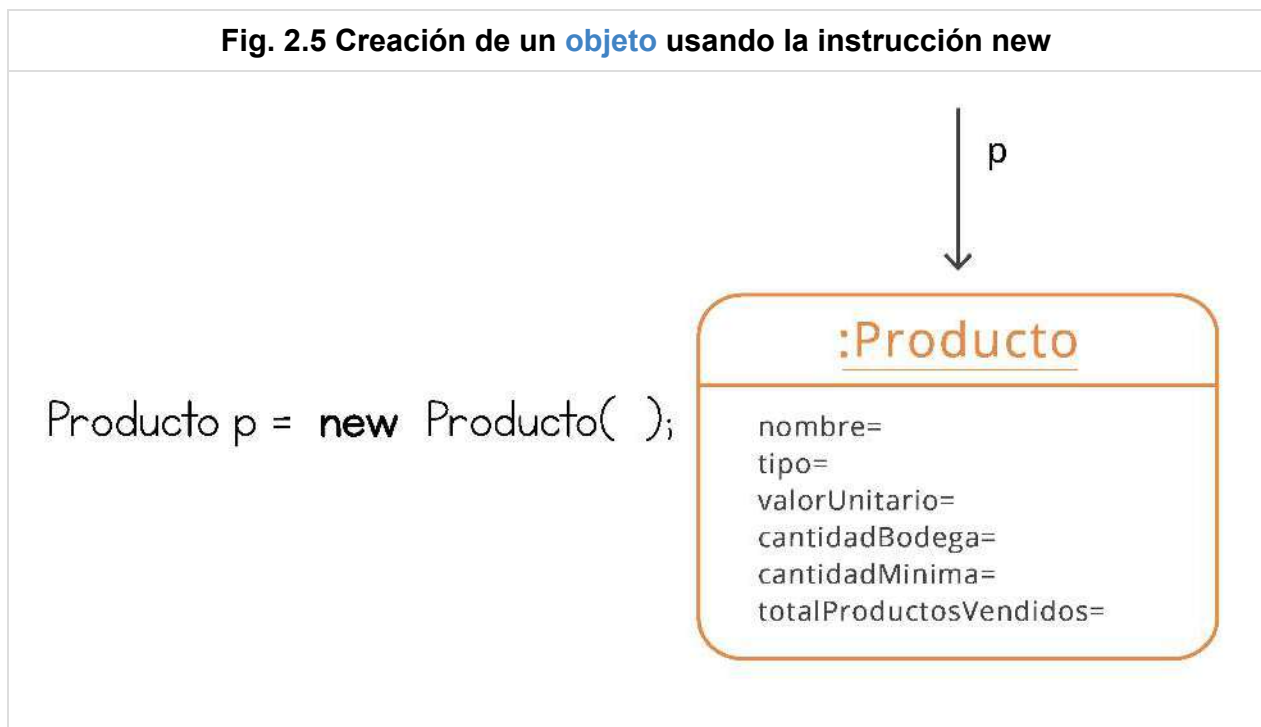 Fig. 2.5 Creación de un objeto usando la instrucción new
p
:Producto
Producto p = new Producto( );
nombre=
tipo=
valorUnitario=
cantidadBodega=
cantidadMinima=
totalProductosVendidos=